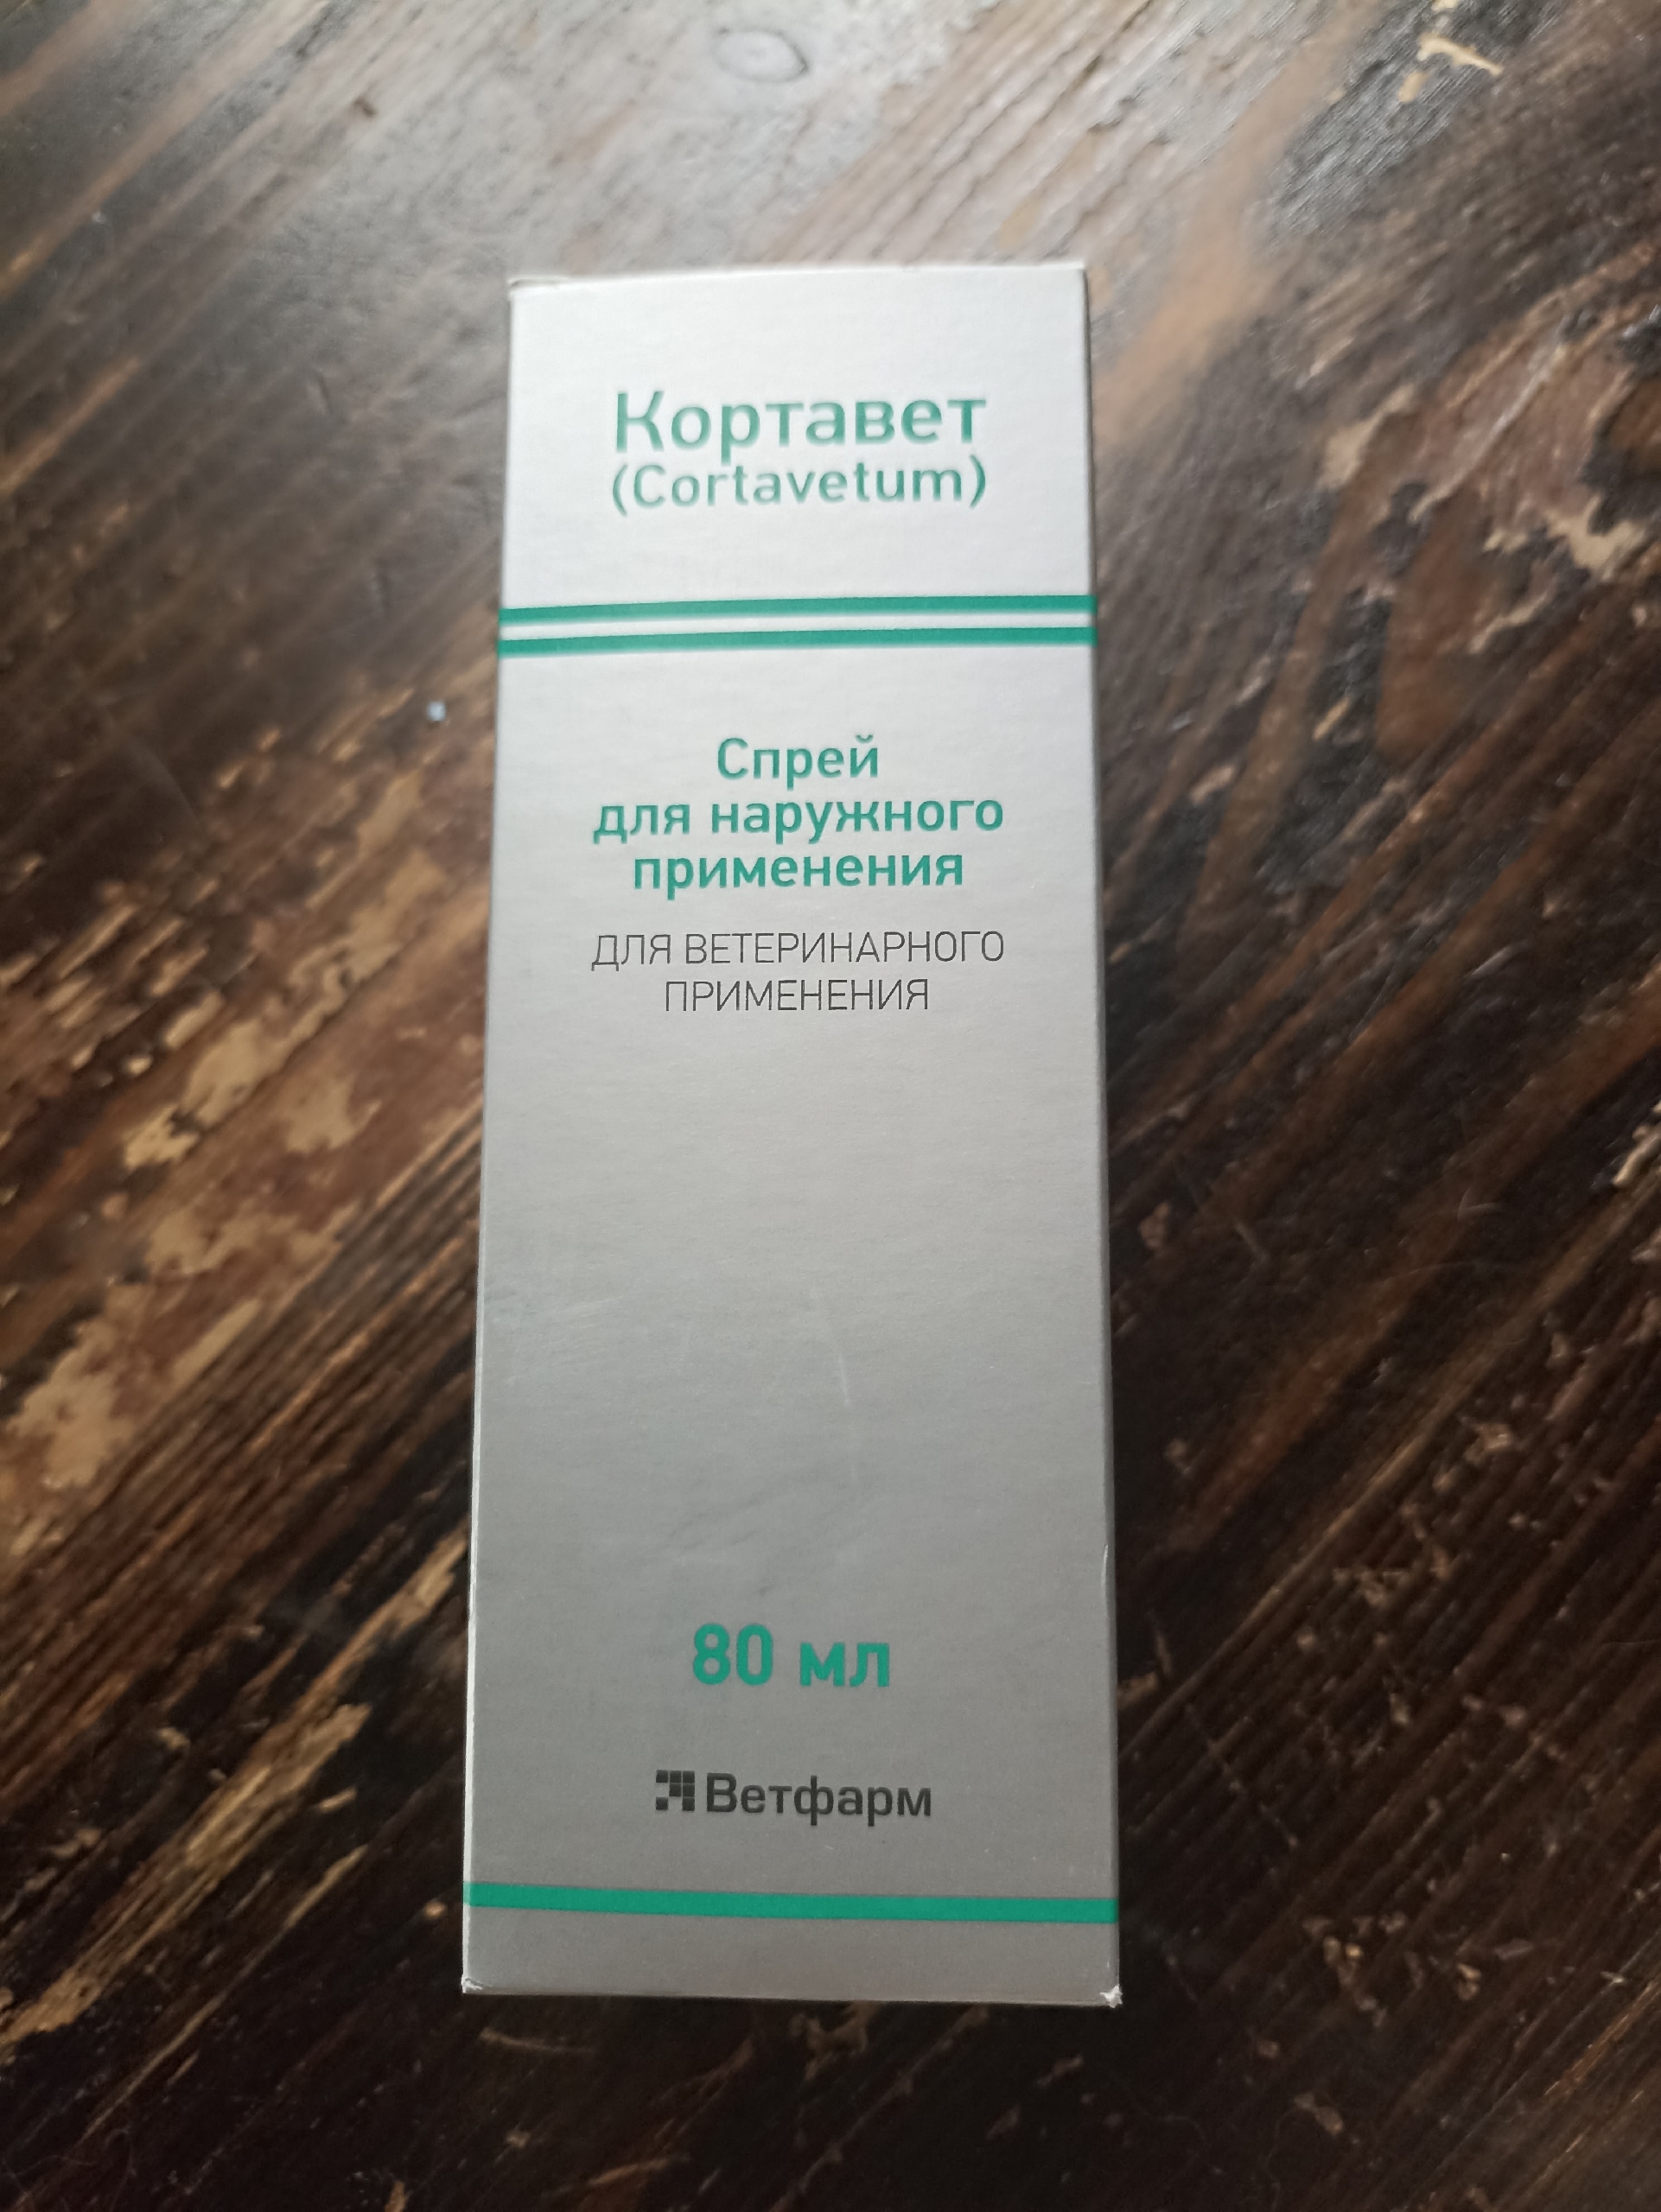 Кортавет
(Cortavetum)
Спрей
для наружного
применения
ДЛЯ ВЕТЕРИНАРНОГО
ПРИМЕНЕНИЯ
80 мл
Ветфарм